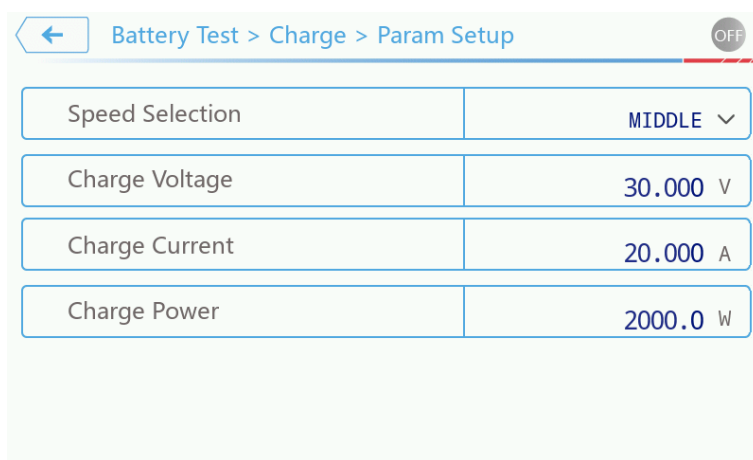 Battery Test > Charge > Param Setup OFF
Speed Selection MIDDLE
Charge Voltage 30.000 V
Charge Current 20.000 A
Charge Power 2000.0 W